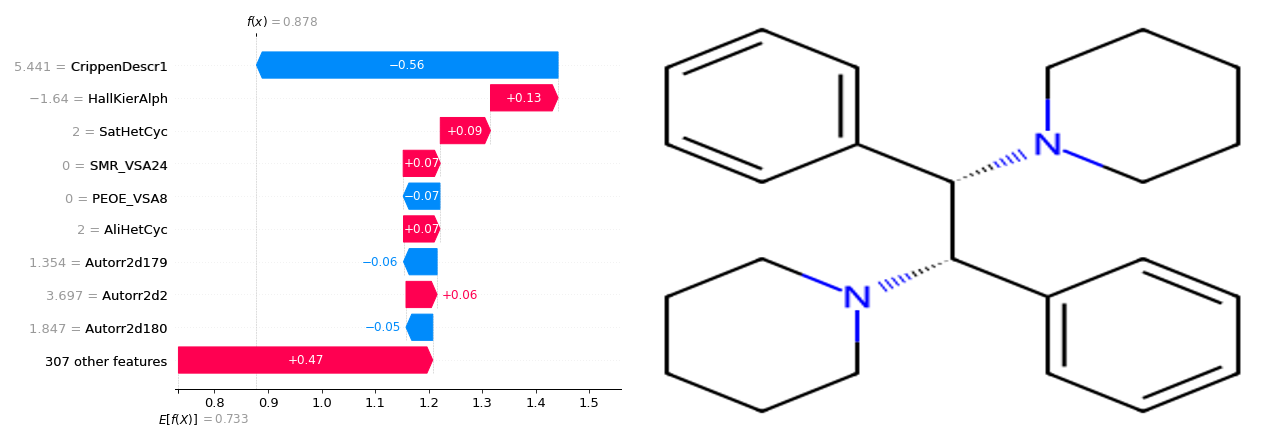 f(x) = 0.878
5.441 = CrippenDescr1
−0.56
−1.64 = HallKierAlph
+0.13
2 = SatHetCyc
+0.09
0 = SMR_VSA24
+0.07
0 = PEOE_VSA8
−0.07
2 = AliHetCyc
+0.07
1.354 = Autorr2d179
−0.06
3.697 = Autorr2d2
+0.06
1.847 = Autorr2d180
−0.05
307 other features
+0.47
0.8 0.9 1.0 1.1 1.2 1.3 1.4 1.5
E[f(X)] = 0.733
N
N